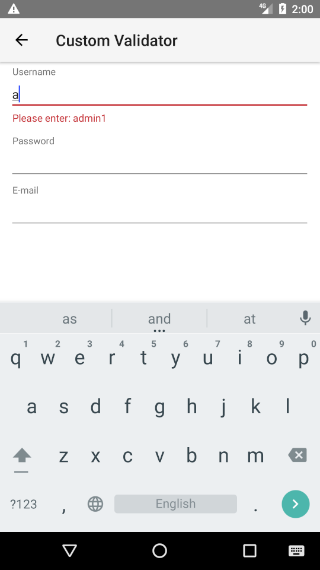 4G 2:00
Custom Validator
Username
a
Please enter: admin1
Password
E-mail
as and at
1 2 3 4 5 6 7 8 9 0
q w e r t y u i o p
a s d f g h j k l
z x c v b n m
?123 , English .